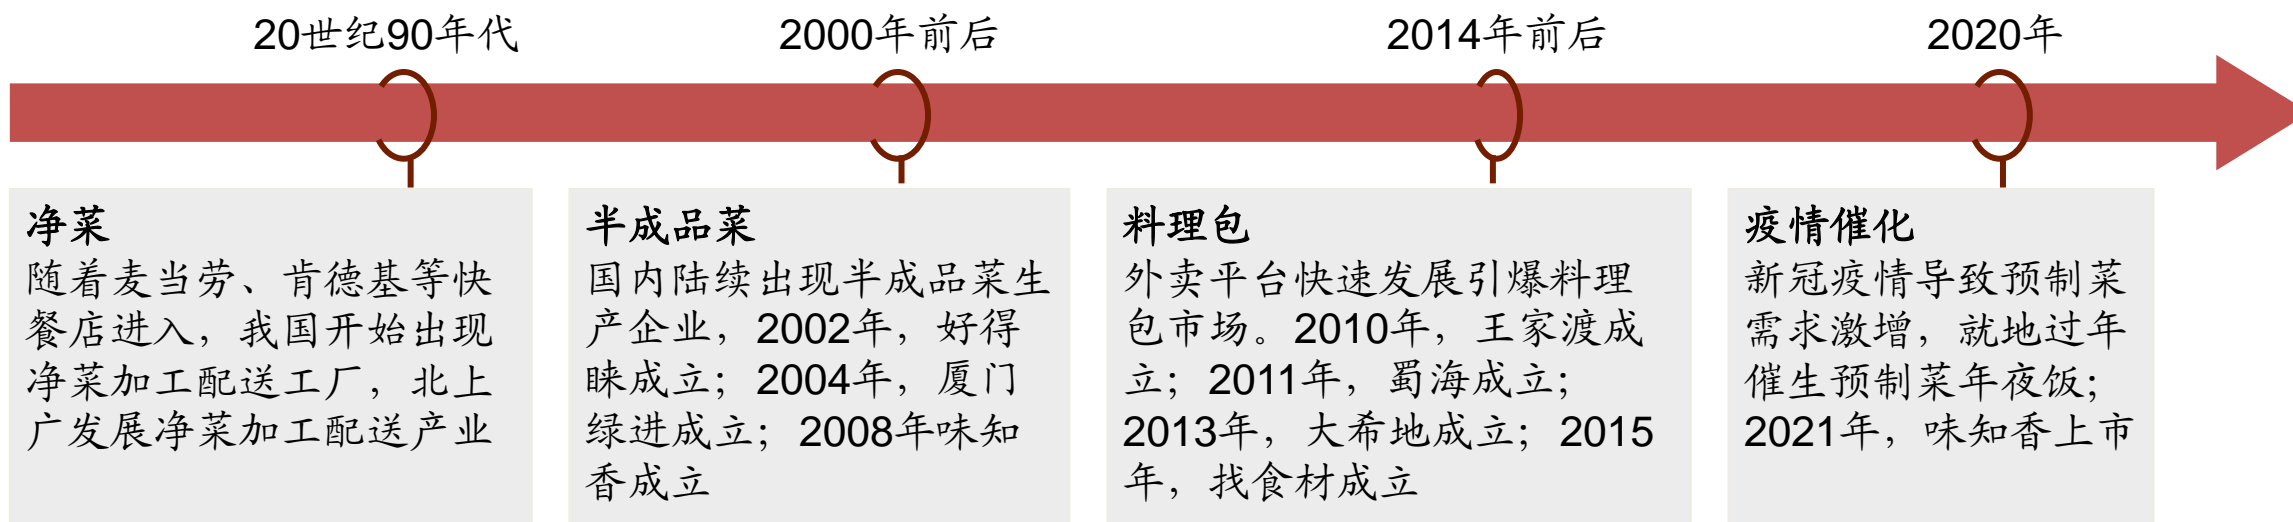 20世纪90年代
2000年前后
2014年前后
2020年
净菜
随着麦当劳、肯德基等快
餐店进入，我国开始出现
净菜加工配送工厂，北上
广发展净菜加工配送产业
半成品菜
国内陆续出现半成品菜生
产企业，2002年，好得
睐成立；2004年，厦门
绿进成立；2008年味知
香成立
料理包
外卖平台快速发展引爆料理
包市场。2010年，王家渡成
立；2011年，蜀海成立；
2013年，大希地成立；2015
年，找食材成立
疫情催化
新冠疫情导致预制菜
需求激增，就地过年
催生预制菜年夜饭；
2021年，味知香上市